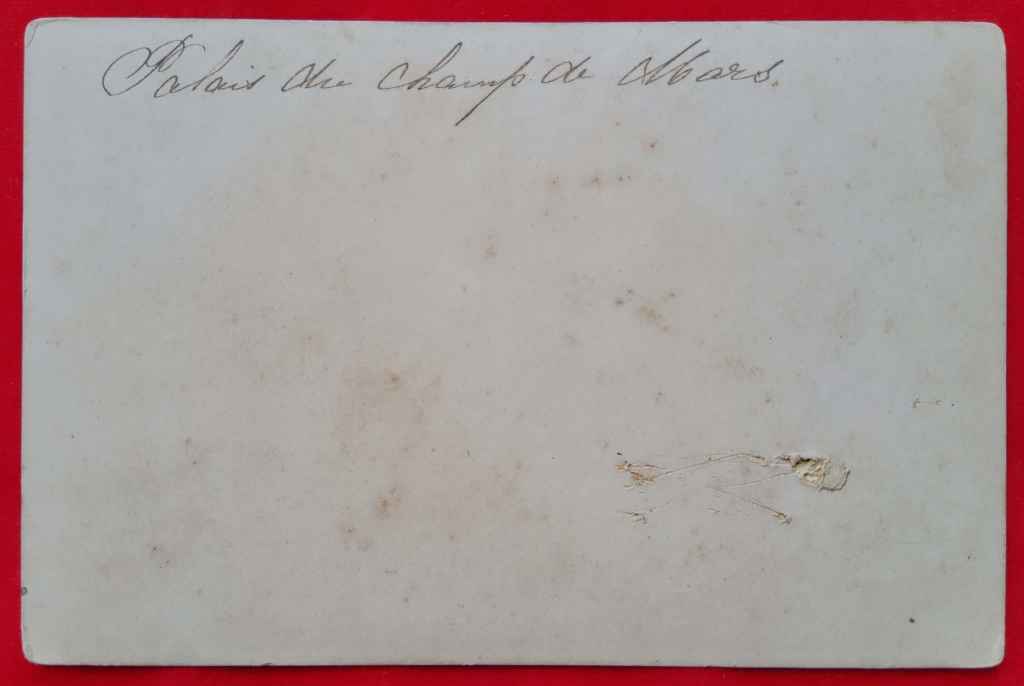 Palais du champ de Mars.